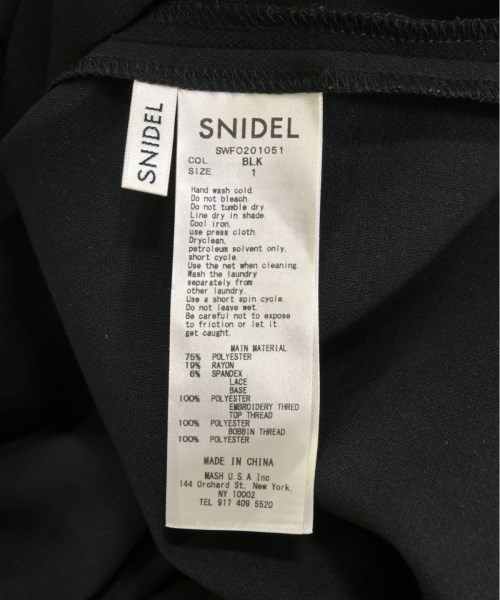 SNIDEL
SNIDEL
SWFO201051
COL BLK
SIZE 1
Hand wash cold.
Do not bleach.
Do not tumble dry.
Line dry in shade.
Cool iron,
use press cloth.
Dryclean,
petroleum solvent only,
short cycle.
Use the net when cleaning.
Wash the laundry
separately from
other laundry.
Use a short spin cycle.
Do not leave wet.
Be careful not to expose
to friction or let it
get caught.
MAIN MATERIAL
75% POLYESTER
19% RAYON
6% SPANDEX
LACE
BASE
100% POLYESTER
EMBROIDERY THRED
TOP THREAD
100% POLYESTER
BOBBIN THREAD
100% POLYESTER
MADE IN CHINA
MASH U.S.A Inc
144 Orchard St. New York,
NY 10002
TEL 917 409 5520